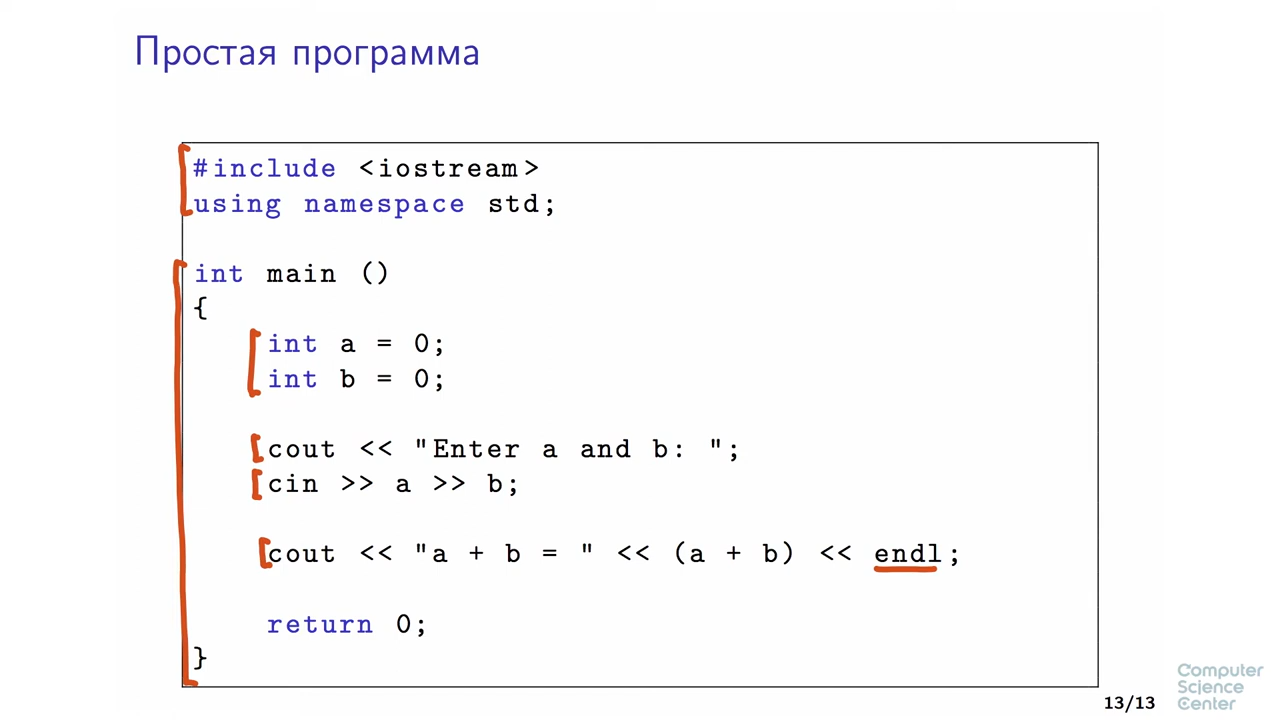 Простая программа
#include <iostream>
using namespace std;
int main ()
{
int a = 0;
int b = 0;
cout << "Enter a and b: ";
cin >> a >> b;
cout << "a + b = " << (a + b) << endl;
return 0;
}
13/13
Computer
Science
Center